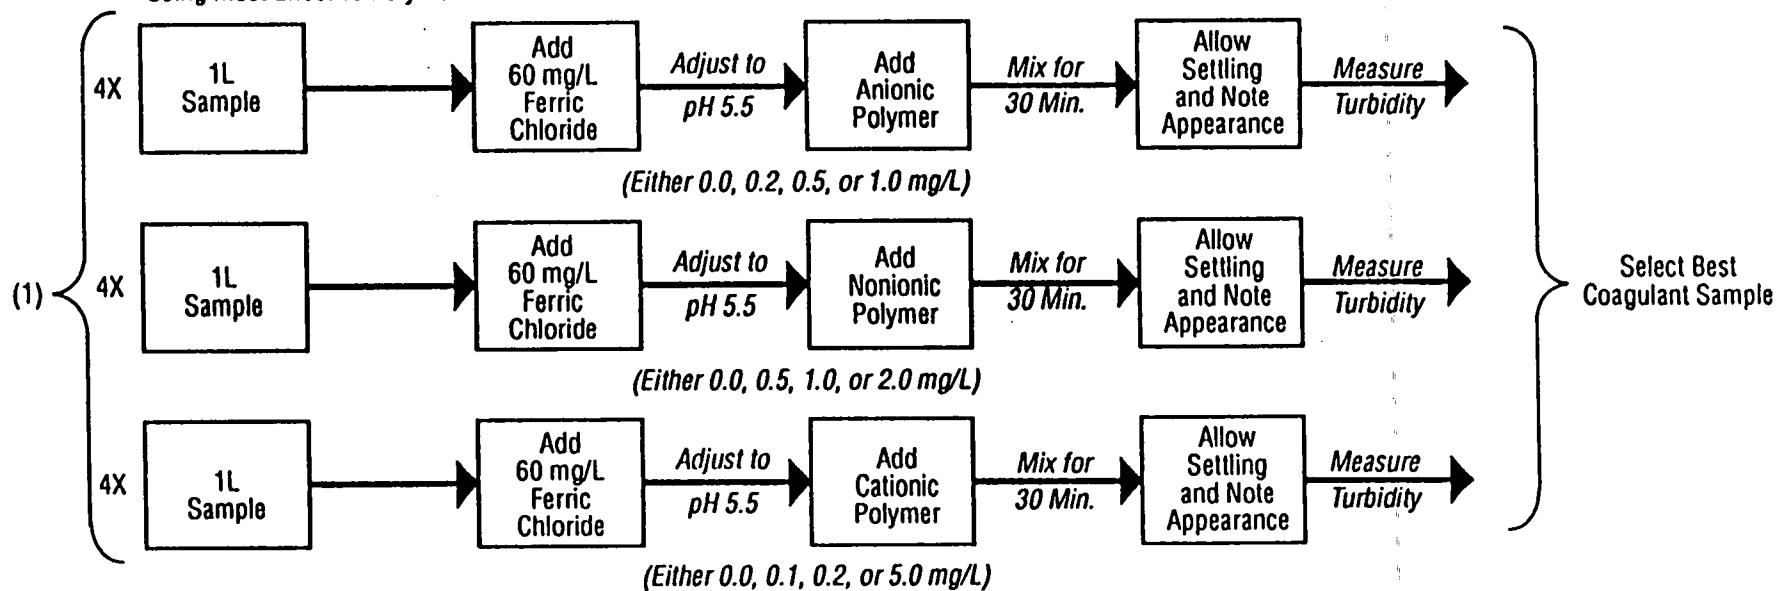 (1)
4X
1L
Sample
Add
60 mg/L
Ferric
Chloride
Adjust to
pH 5.5
Add
Anionic
Polymer
Mix for
30 Min.
Allow
Settling
and Note
Appearance
Measure
Turbidity
(Either 0.0, 0.2, 0.5, or 1.0 mg/L)
4X
1L
Sample
Add
60 mg/L
Ferric
Chloride
Adjust to
pH 5.5
Add
Nonionic
Polymer
Mix for
30 Min.
Allow
Settling
and Note
Appearance
Measure
Turbidity
(Either 0.0, 0.5, 1.0, or 2.0 mg/L)
4X
1L
Sample
Add
60 mg/L
Ferric
Chloride
Adjust to
pH 5.5
Add
Cationic
Polymer
Mix for
30 Min.
Allow
Settling
and Note
Appearance
Measure
Turbidity
(Either 0.0, 0.1, 0.2, or 5.0 mg/L)
Select Best
Coagulant Sample